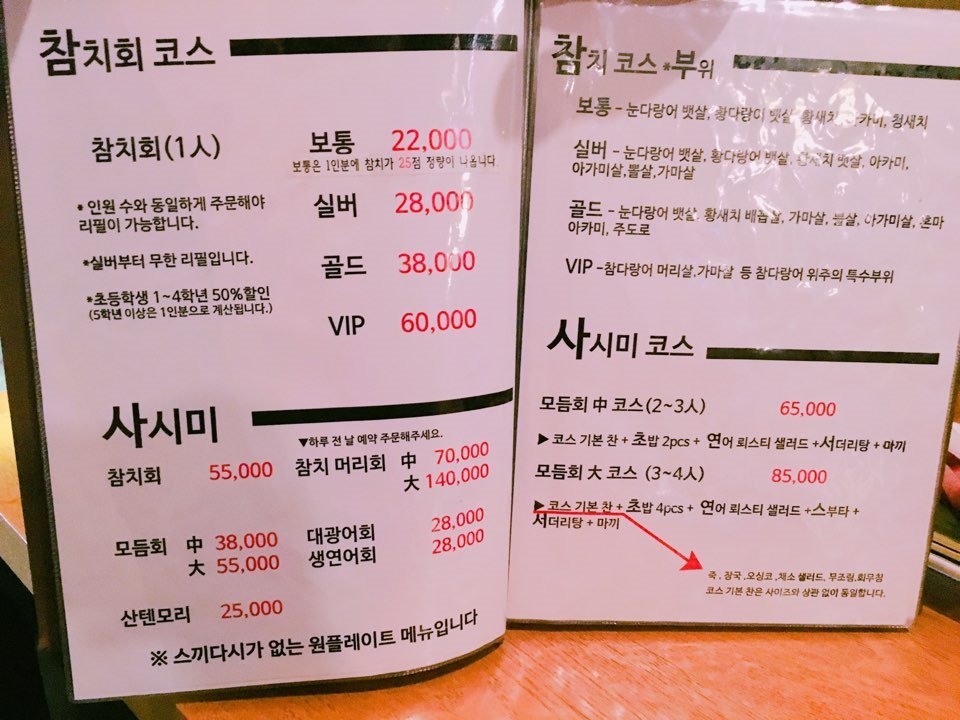 참치회 코스
참치회(1人)
보통 22,000
보통은 1인분에 참치가 25점 정량이 나옵니다.
* 인원 수와 동일하게 주문해야
리필이 가능합니다.
실버 28,000
*실버부터 무한 리필입니다.
골드 38,000
*초등학생 1~4학년 50%할인
(5학년 이상은 1인분으로 계산됩니다.)
VIP 60,000
사시미
▼하루 전 날 예약 주문해주세요.
참치회 55,000
참치 머리회 中 70,000
大 140,000
모듬회 中 38,000
大 55,000
대광어회 28,000
생연어회 28,000
산텐모리 25,000
※ 스끼다시가 없는 원플레이트 메뉴입니다
참치 코스 *부위
보통 – 눈다랑어 뱃살, 황다랑이 뱃살, 황새치, 아카미, 청새치
실버 – 눈다랑어 뱃살, 황다랑어 뱃살, 황새치 뱃살, 아카미,
아가미살,뽈살,가마살
골드 – 눈다랑어 뱃살, 황새치 배꼽살, 가마살, 뽈살, 아가미살, 혼마
아카미, 주도로
VIP –참다랑어 머리살,가마살 등 참다랑어 위주의 특수부위
사시미 코스
모듬회 中 코스(2~3人) 65,000
▶ 코스 기본 찬 + 초밥 2pcs + 연어 뢰스티 샐러드 +서더리탕 + 마끼
모듬회 大 코스 (3~4人) 85,000
▶ 코스 기본 찬 + 초밥 4pcs + 연어 뢰스티 샐러드 +스부타 +
서더리탕 + 마끼
죽 , 장국 ,오싱코 ,채소 샐러드, 무조림,회무침
코스 기본 찬은 사이즈와 상관 없이 동일합니다.